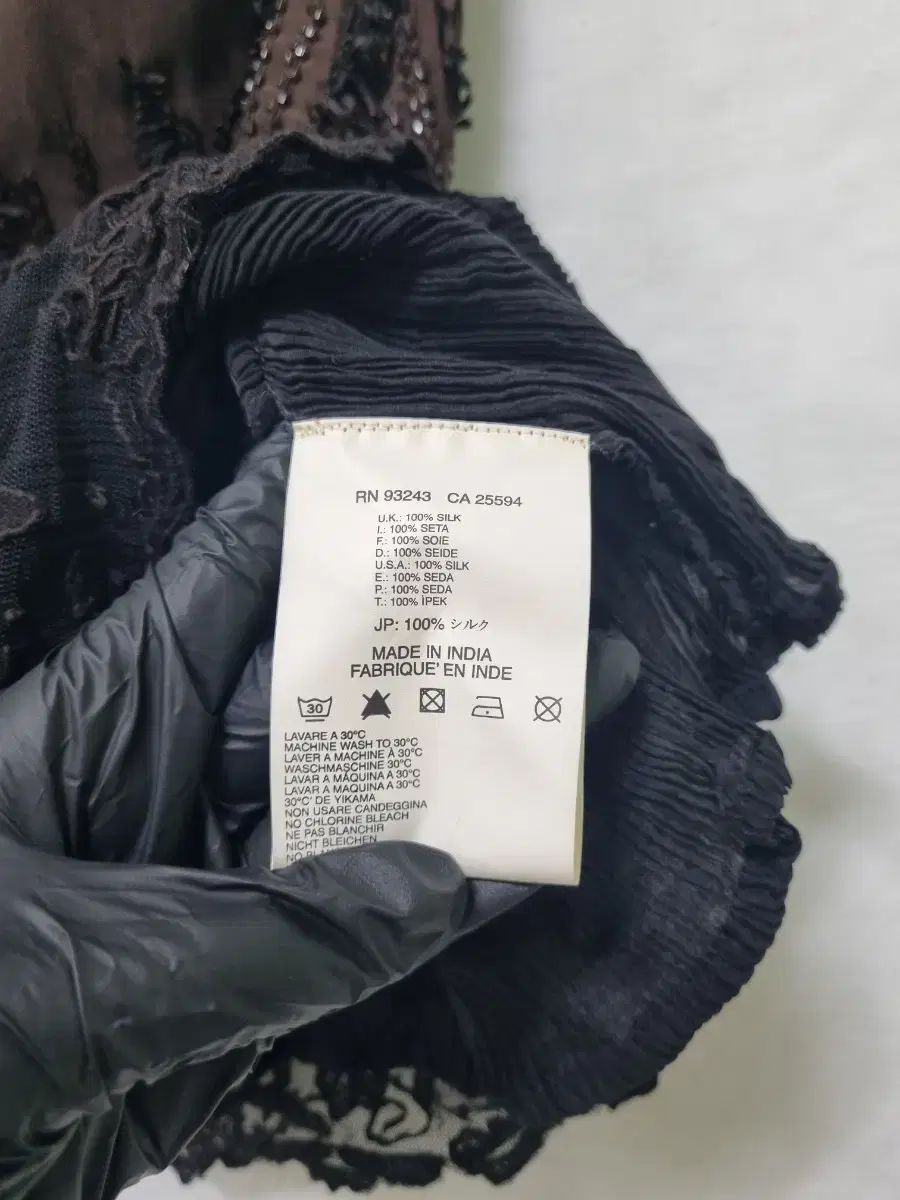 RN 93243 CA 25594
U.K.: 100% SILK
I.: 100% SETA
F.: 100% SOIE
D.: 100% SEIDE
U.S.A.: 100% SILK
E.: 100% SEDA
P.: 100% SEDA
T.: 100% İPEK
JP: 100% シルク
MADE IN INDIA
FABRIQUE' EN INDE
30
LAVARE A 30°C
MACHINE WASH TO 30°C
LAVER A MACHINE À 30°C
WASCHMASCHINE 30°C
LAVAR A MÁQUINA A 30°C
LAVAR A MAQUINA A 30°C
30°C' DE YIKAMA
NON USARE CANDEGGINA
NO CHLORINE BLEACH
NE PAS BLANCHIR
NICHT BLEICHEN
NO